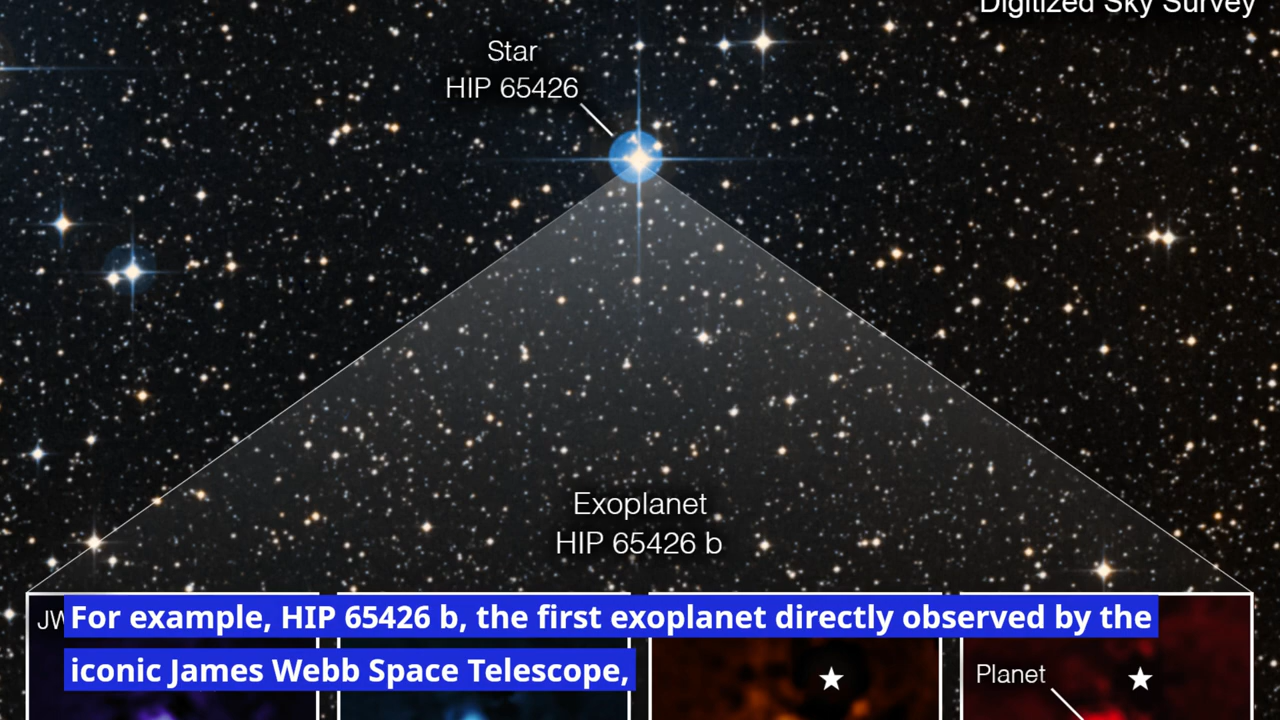 Digitized Sky Survey
Star
HIP 65426
Exoplanet
HIP 65426 b
For example, HIP 65426 b, the first exoplanet directly observed by the
iconic James Webb Space Telescope,
Planet